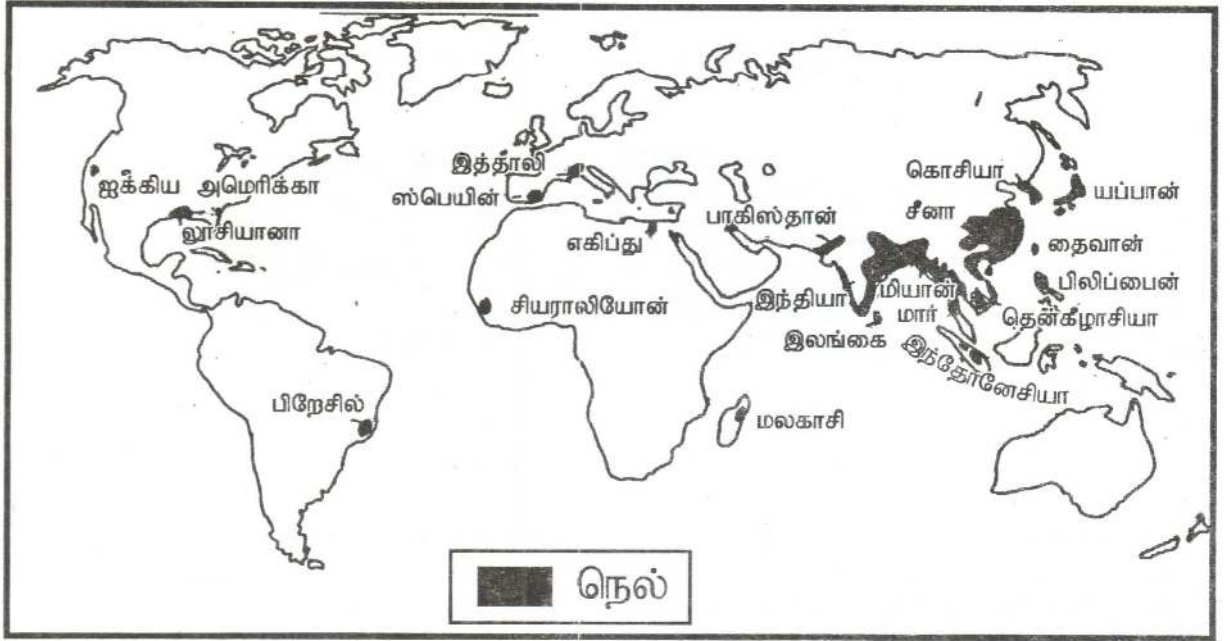 இத்தாலி
கொசியா
ஐக்கிய அமெரிக்கா
ஸ்பெயின்
பாகிஸ்தான்
சீனா
யப்பான்
லூசியானா
எகிப்து
தைவான்
இந்தியா
மியான்
மார்
பிலிப்பைன்
சியராலியோன்
இலங்கை
தென்கீழாசியா
இந்தோனேசியா
பிறேசில்
மலகாசி
நெல்